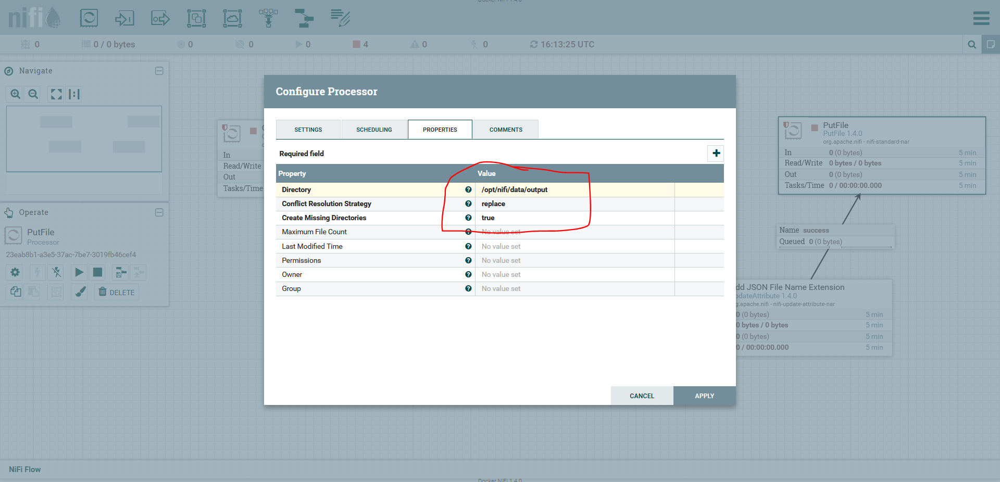 nifi
0
0 / 0 bytes
0
0
0
4
0
0
16:13:25 UTC
Navigate
Operate
PutFile
Processor
23eab8b1-a3e5-37ac-7be7-3019fb46cef4
DELETE
In
Read/Write
Out
Tasks/Time
Configure Processor
SETTINGS
SCHEDULING
PROPERTIES
COMMENTS
Required field
Property Value
Directory /opt/nifi/data/output
Conflict Resolution Strategy replace
Create Missing Directories true
Maximum File Count No value set
Last Modified Time No value set
Permissions No value set
Owner No value set
Group No value set
CANCEL
APPLY
PutFile
PutFile 1.4.0
org.apache.nifi - nifi-standard-nar
In 0 (0 bytes) 5 min
Read/Write 0 bytes / 0 bytes 5 min
Out 0 (0 bytes) 5 min
Tasks/Time 0 / 00:00:00.000 5 min
Name success
Queued 0 (0 bytes)
dd JSON File Name Extension
pdateAttribute 1.4.0
g.apache.nifi - nifi-update-attribute-nar
0 (0 bytes) 5 min
0 bytes / 0 bytes 5 min
0 (0 bytes) 5 min
0 / 00:00:00.000 5 min
NiFi Flow
Docker NiFi 1.4.0